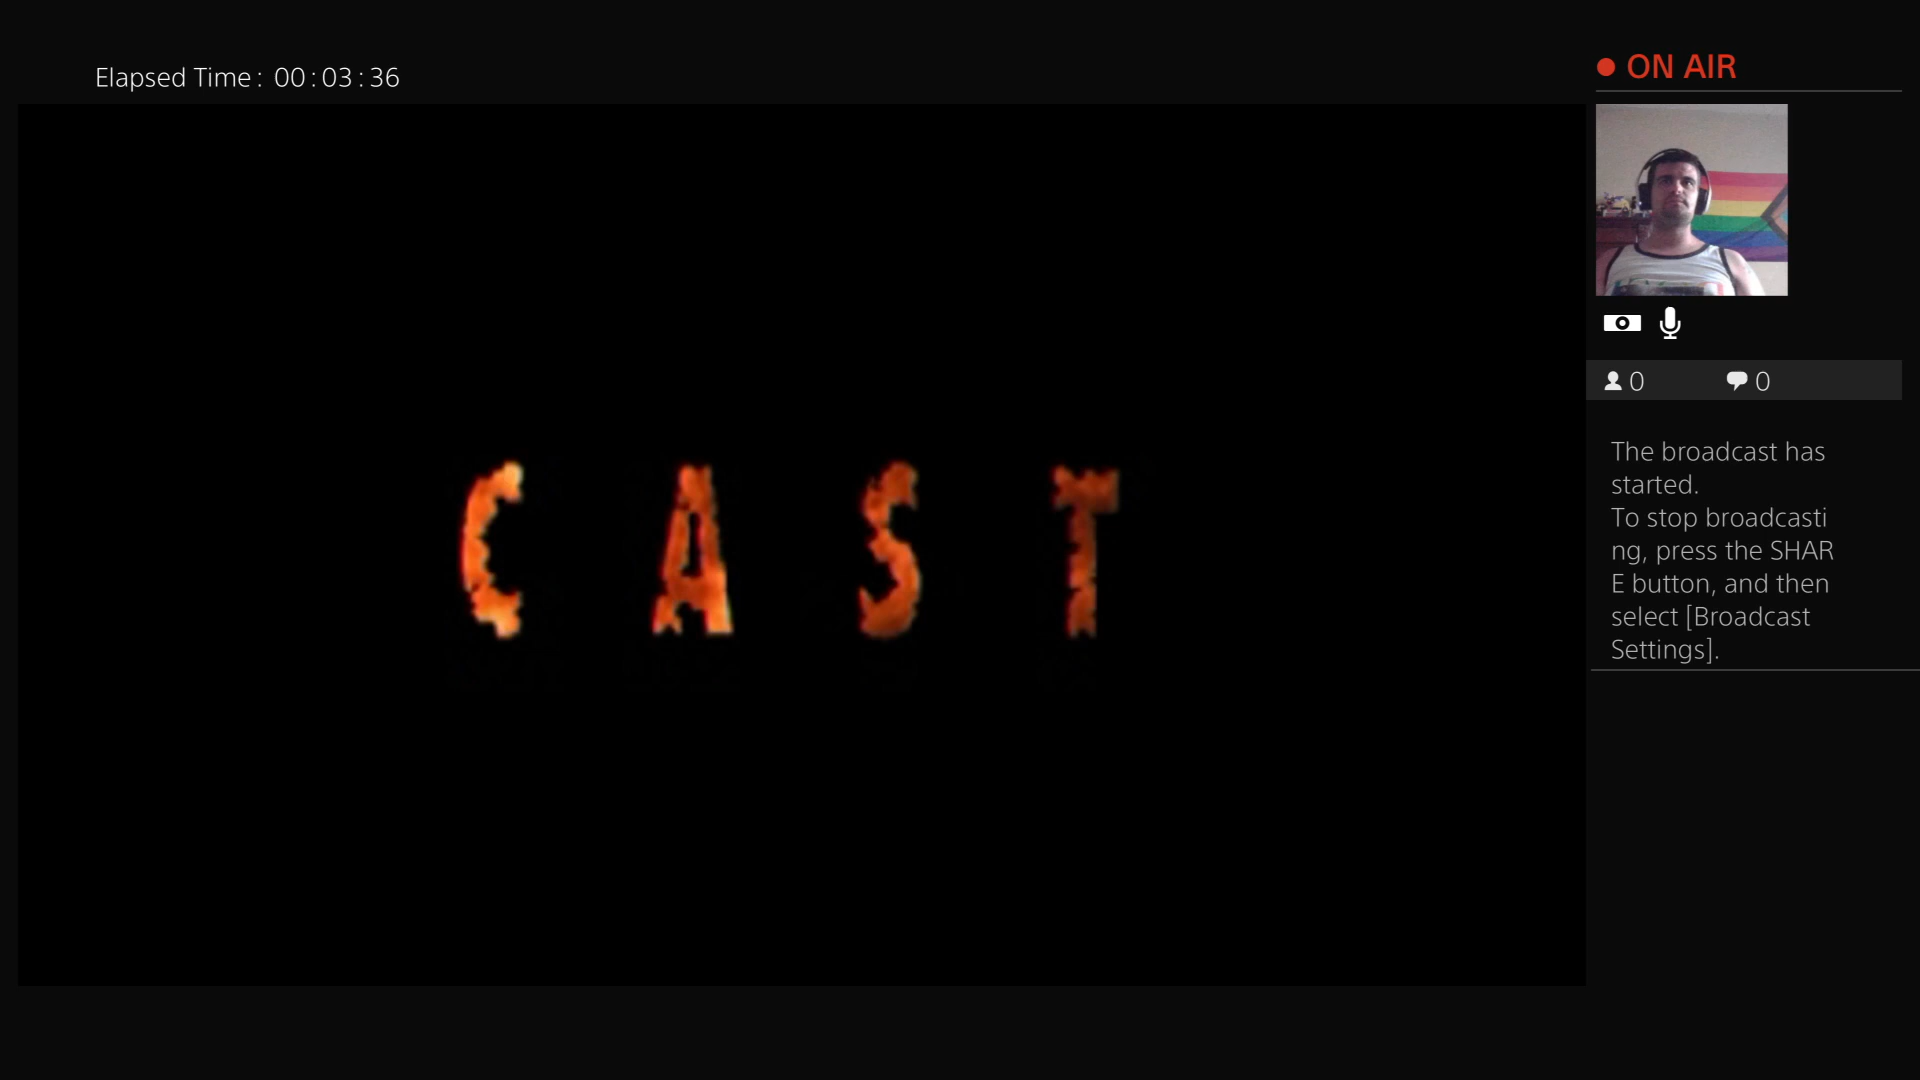 Elapsed Time : 00:03:36
ON AIR
C A S T
0 0
The broadcast has
started.
To stop broadcasti
ng, press the SHAR
E button, and then
select [Broadcast
Settings].